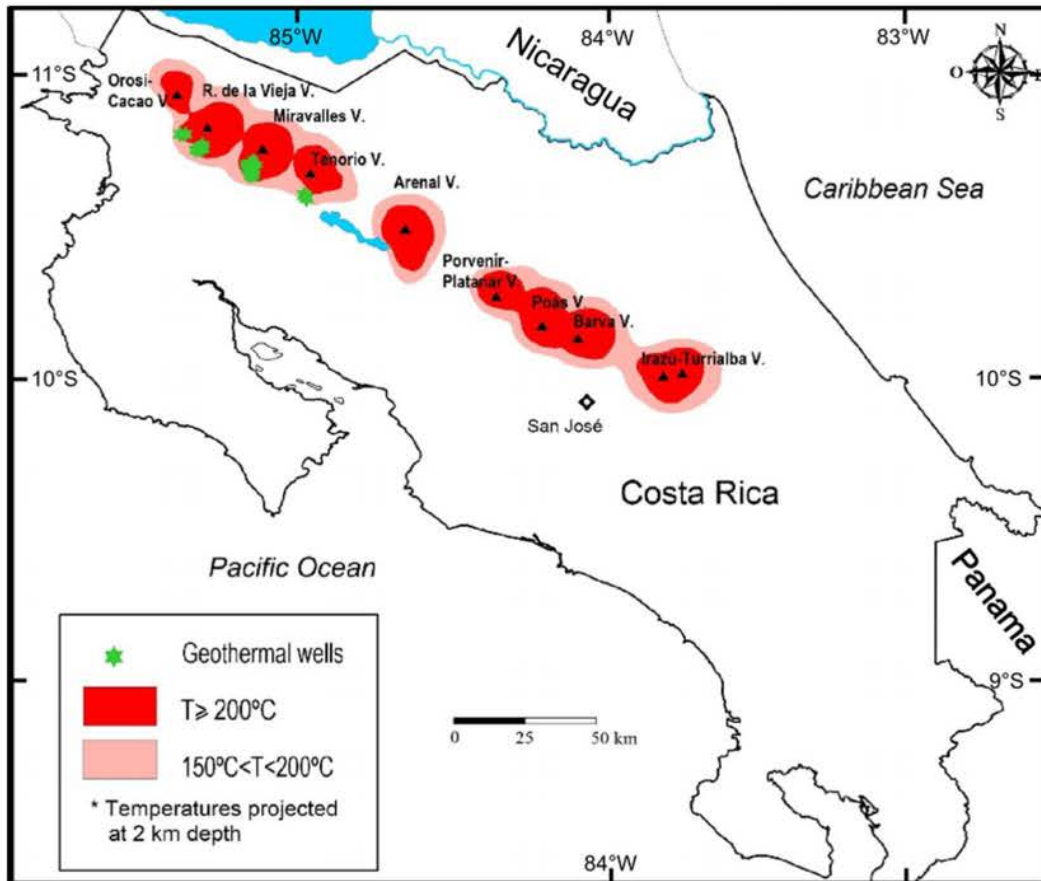 85°W
84°W
83°W
Nicaragua
N
O
E
S
11°S
Orosi-
Cacao V.
R. de la Vieja V.
Miravalles V.
Tenorio V.
Arenal V.
Caribbean Sea
Porvenir-
Platanar V.
Poás V.
Barva V.
Irazú-Turrialba V.
10°S
10°S
San José
Costa Rica
Pacific Ocean
Panama
Geothermal wells
T⩾ 200ºC
150ºC<T<200ºC
* Temperatures projected
at 2 km depth
0 25 50 km
9°S
84°W